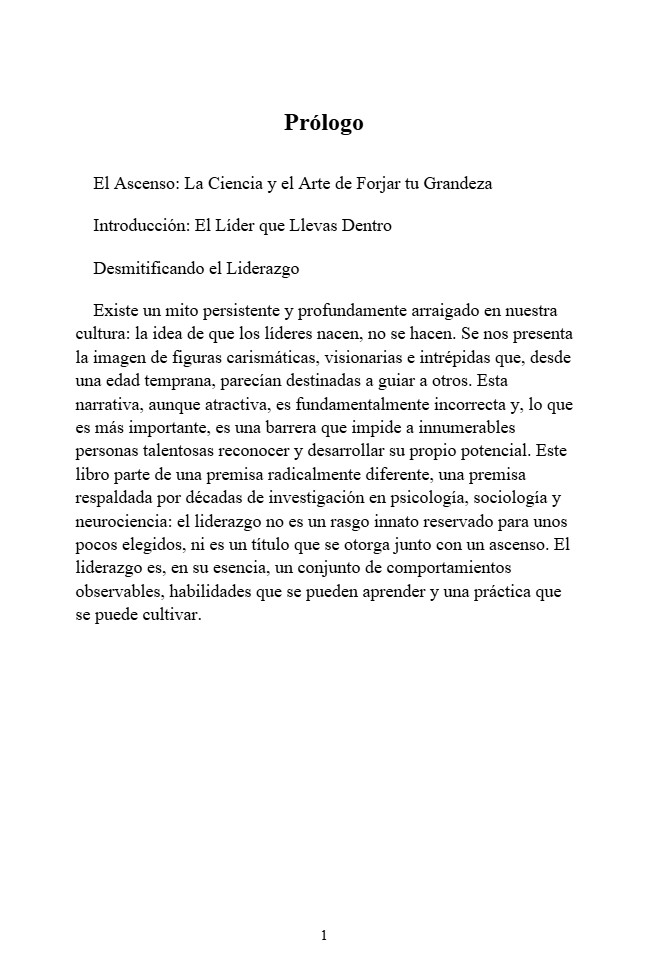 Prólogo
El Ascenso: La Ciencia y el Arte de Forjar tu Grandeza
Introducción: El Líder que Llevas Dentro
Desmitificando el Liderazgo
Existe un mito persistente y profundamente arraigado en nuestra
cultura: la idea de que los líderes nacen, no se hacen. Se nos presenta
la imagen de figuras carismáticas, visionarias e intrépidas que, desde
una edad temprana, parecían destinadas a guiar a otros. Esta
narrativa, aunque atractiva, es fundamentalmente incorrecta y, lo que
es más importante, es una barrera que impide a innumerables
personas talentosas reconocer y desarrollar su propio potencial. Este
libro parte de una premisa radicalmente diferente, una premisa
respaldada por décadas de investigación en psicología, sociología y
neurociencia: el liderazgo no es un rasgo innato reservado para unos
pocos elegidos, ni es un título que se otorga junto con un ascenso. El
liderazgo es, en su esencia, un conjunto de comportamientos
observables, habilidades que se pueden aprender y una práctica que
se puede cultivar.
1